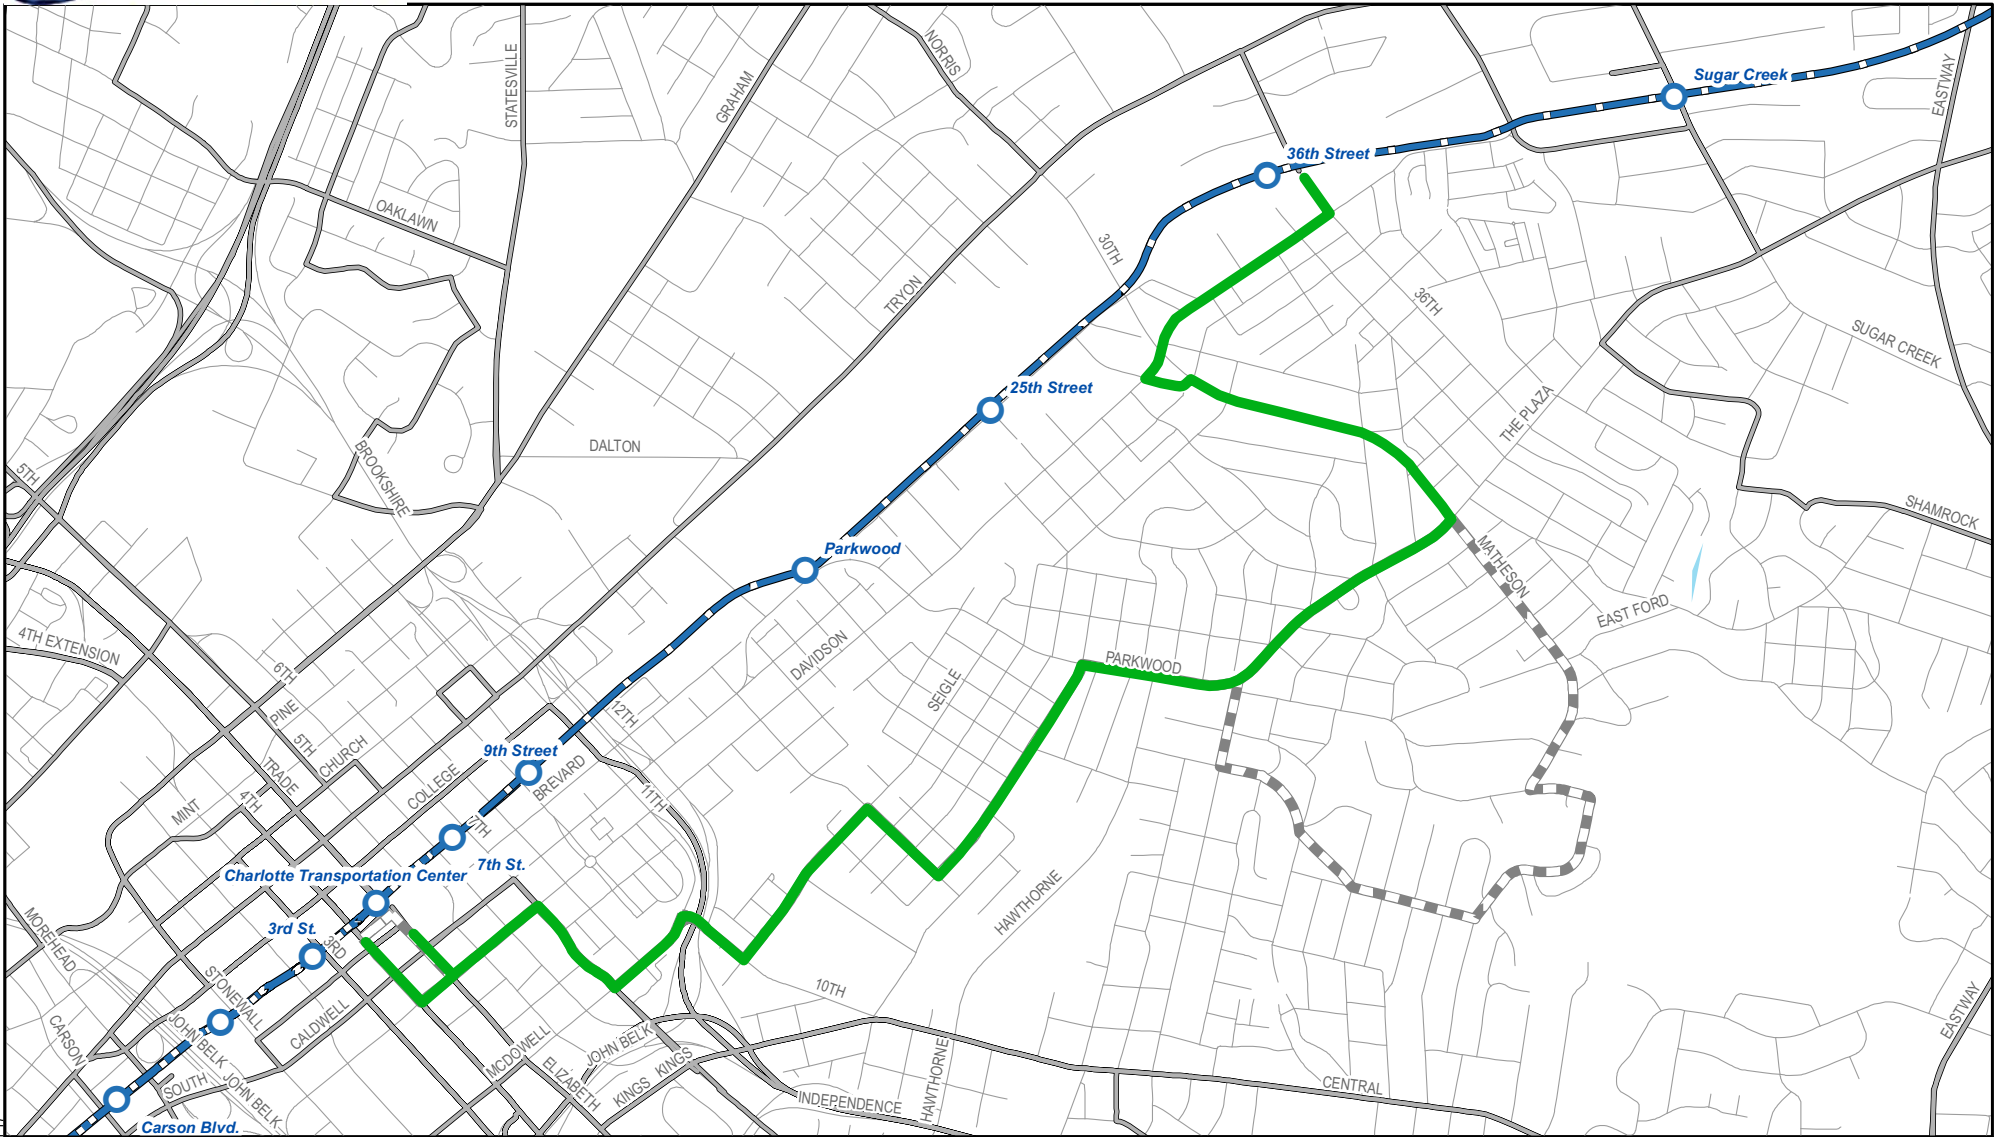 STATESVILLE
NORRIS
GRAHAM
Sugar Creek
EASTWAY
36th Street
OAKLAWN
30TH
TRYON
36TH
SUGAR CREEK
25th Street
THE PLAZA
DALTON
BROOKSHIRE
5TH
SHAMROCK
Parkwood
MATHESON
EAST FORD
4TH EXTENSION
DAVIDSON
PARKWOOD
SEIGLE
6TH
PINE
12TH
5TH
CHURCH
9th Street
TRADE
COLLEGE
BREVARD
11TH
MINT
4TH
7TH
7th St.
Charlotte Transportation Center
HAWTHORNE
MOREHEAD
3rd St.
3RD
STONEWALL
10TH
CALDWELL
CARSON
JOHN BELK
MCDOWELL
JOHN BELK
EASTWAY
SOUTH
JOHN BELK
ELIZABETH
KINGS
KINGS
HAWTHORNE
CENTRAL
INDEPENDENCE
Carson Blvd.